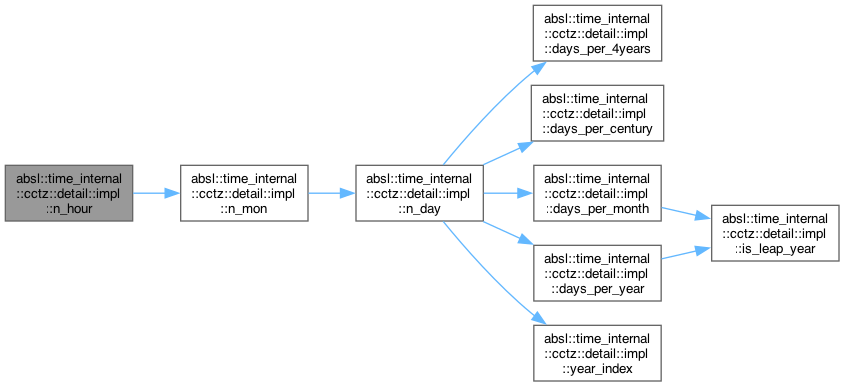 absl::time_internal
::cctz::detail::impl
::n_hour
absl::time_internal
::cctz::detail::impl
::n_mon
absl::time_internal
::cctz::detail::impl
::n_day
absl::time_internal
::cctz::detail::impl
::days_per_4years
absl::time_internal
::cctz::detail::impl
::days_per_century
absl::time_internal
::cctz::detail::impl
::days_per_month
absl::time_internal
::cctz::detail::impl
::days_per_year
absl::time_internal
::cctz::detail::impl
::year_index
absl::time_internal
::cctz::detail::impl
::is_leap_year